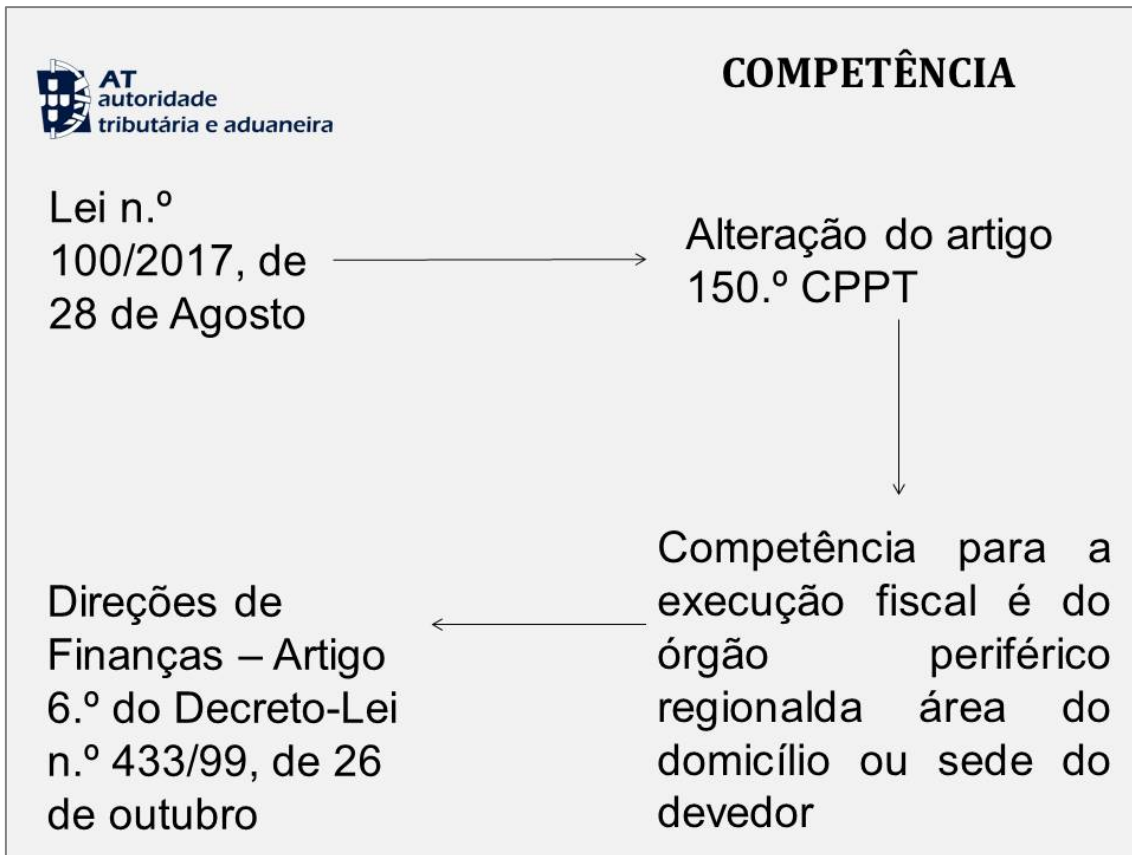 AT
autoridade
tributária e aduaneira
COMPETÊNCIA
Lei n.º
100/2017, de
28 de Agosto
Alteração do artigo
150.º CPPT
Competência para a
execução fiscal é do
órgão periférico
regionalda área do
domicílio ou sede do
devedor
Direções de
Finanças – Artigo
6.º do Decreto-Lei
n.º 433/99, de 26
de outubro